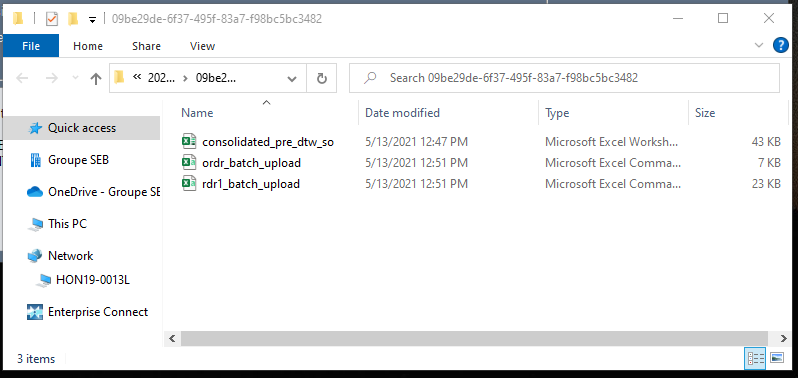 09be29de-6f37-495f-83a7-f98bc5bc3482
File Home Share View
« 202... 09be2... Search 09be29de-6f37-495f-83a7-f98bc5bc3482
Name Date modified Type Size
Quick access
consolidated_pre_dtw_so 5/13/2021 12:47 PM Microsoft Excel Worksh... 43 KB
Groupe SEB
ordr_batch_upload 5/13/2021 12:51 PM Microsoft Excel Comma... 7 KB
rdr1_batch_upload 5/13/2021 12:51 PM Microsoft Excel Comma... 23 KB
OneDrive - Groupe SE
This PC
Network
HON19-0013L
Enterprise Connect
3 items